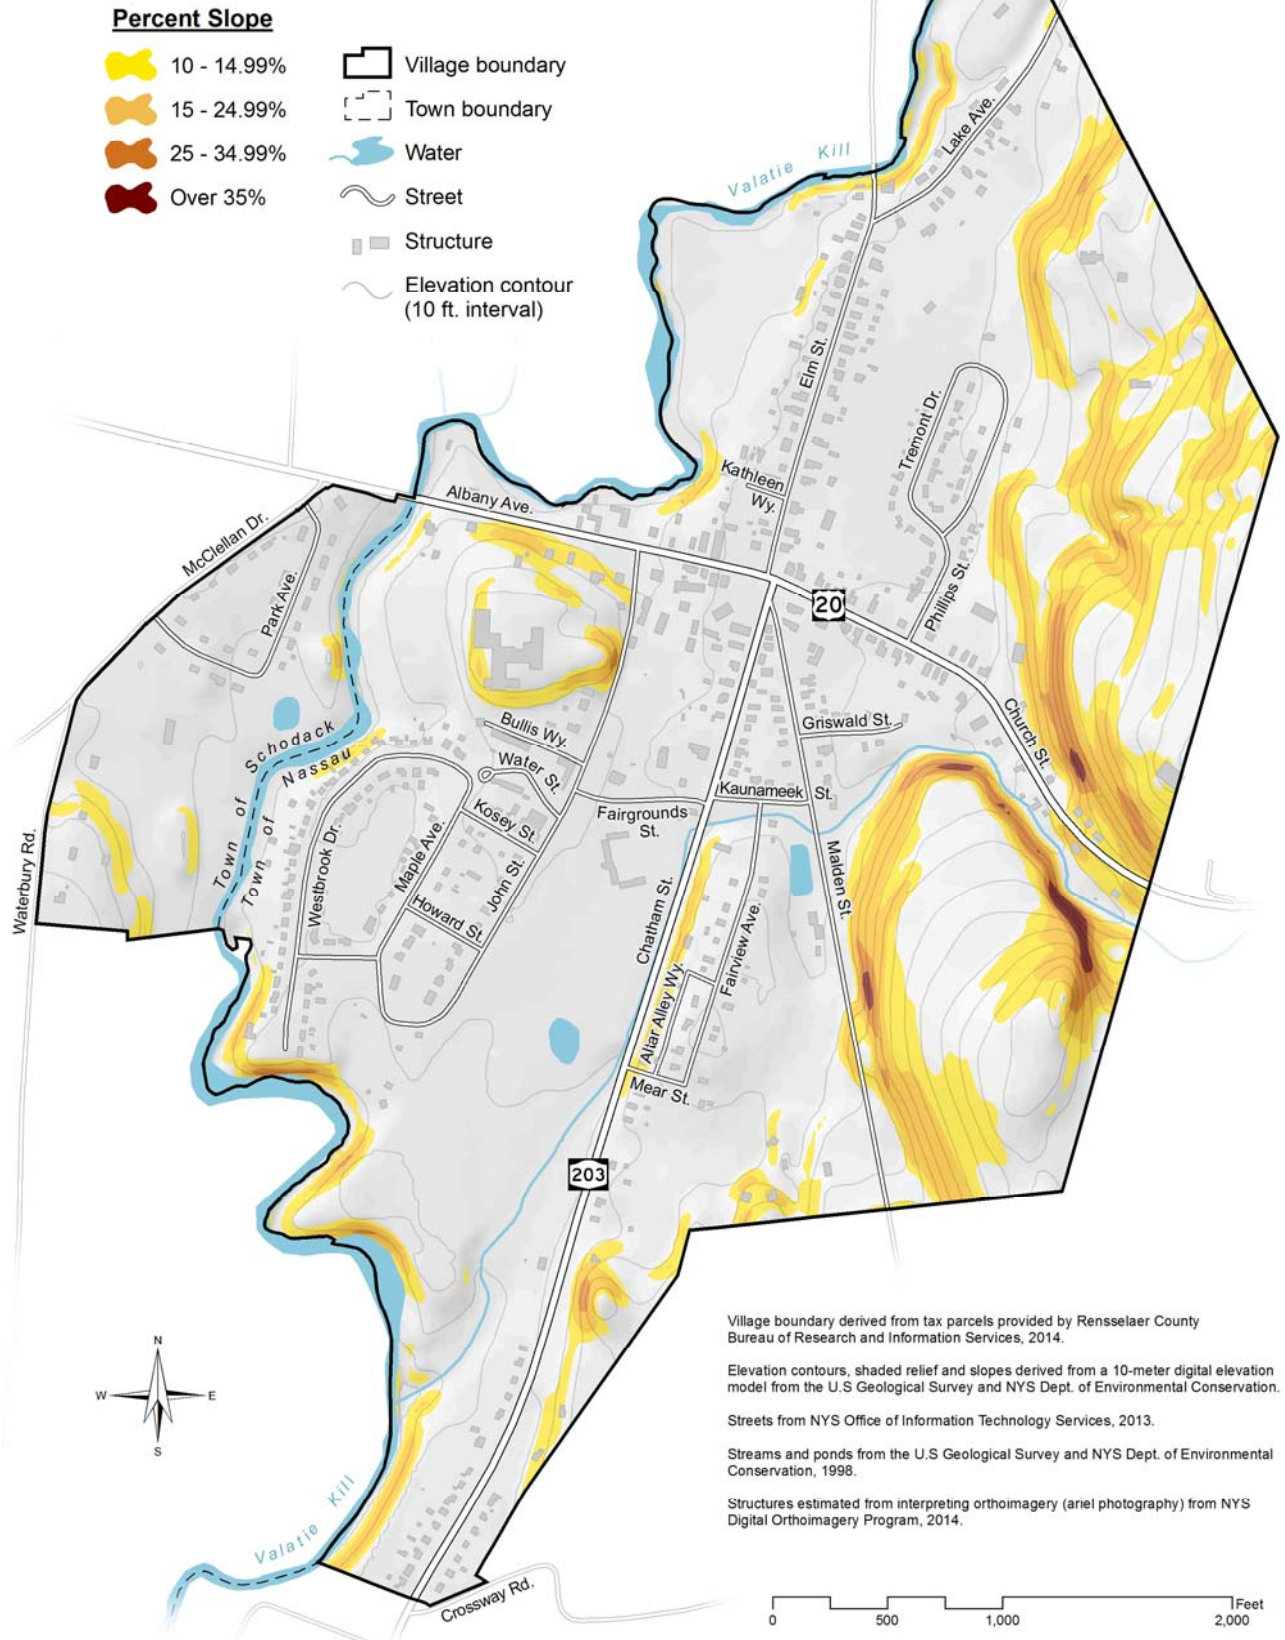 Percent Slope
10 - 14.99%
15 - 24.99%
25 - 34.99%
Over 35%
Village boundary
Town boundary
Water
Street
Structure
Elevation contour
(10 ft. interval)
Valatie Kill
Lake Ave.
Elm St.
Tremont Dr.
Kathleen
Wy.
Albany Ave.
McClellan Dr.
Park Ave.
20
Phillips St.
Church St.
Bullis Wy.
Griswald St.
Town of Schodack
Town of Nassau
Water St.
Kaunameek St.
Fairgrounds
St.
Kosey St.
Westbrook Dr.
Maple Ave.
John St.
Howard St.
Waterbury Rd.
Malden St.
Chatham St.
Fairview Ave.
Altar Alley Wy.
Mear St.
203
N
W E
S
Valatie Kill
Crossway Rd.
Village boundary derived from tax parcels provided by Rensselaer County
Bureau of Research and Information Services, 2014.
Elevation contours, shaded relief and slopes derived from a 10-meter digital elevation
model from the U.S Geological Survey and NYS Dept. of Environmental Conservation.
Streets from NYS Office of Information Technology Services, 2013.
Streams and ponds from the U.S Geological Survey and NYS Dept. of Environmental
Conservation, 1998.
Structures estimated from interpreting orthoimagery (ariel photography) from NYS
Digital Orthoimagery Program, 2014.
Feet
0 500 1,000 2,000